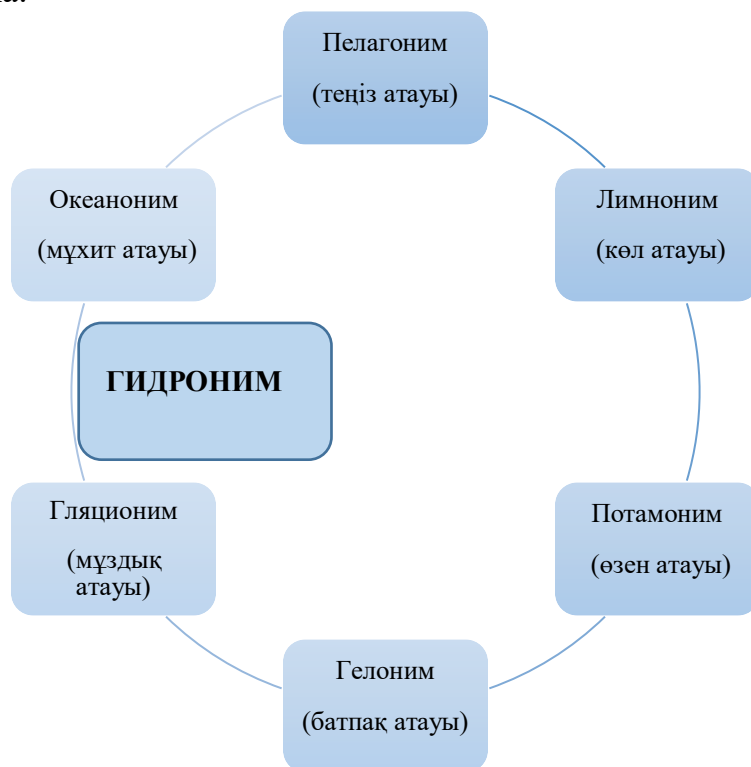 Пелагоним
(теңіз атауы)
Океаноним
(мұхит атауы)
Лимноним
(көл атауы)
ГИДРОНИМ
Гляционим
(мұздық
атауы)
Потамоним
(өзен атауы)
Гелоним
(батпақ атауы)